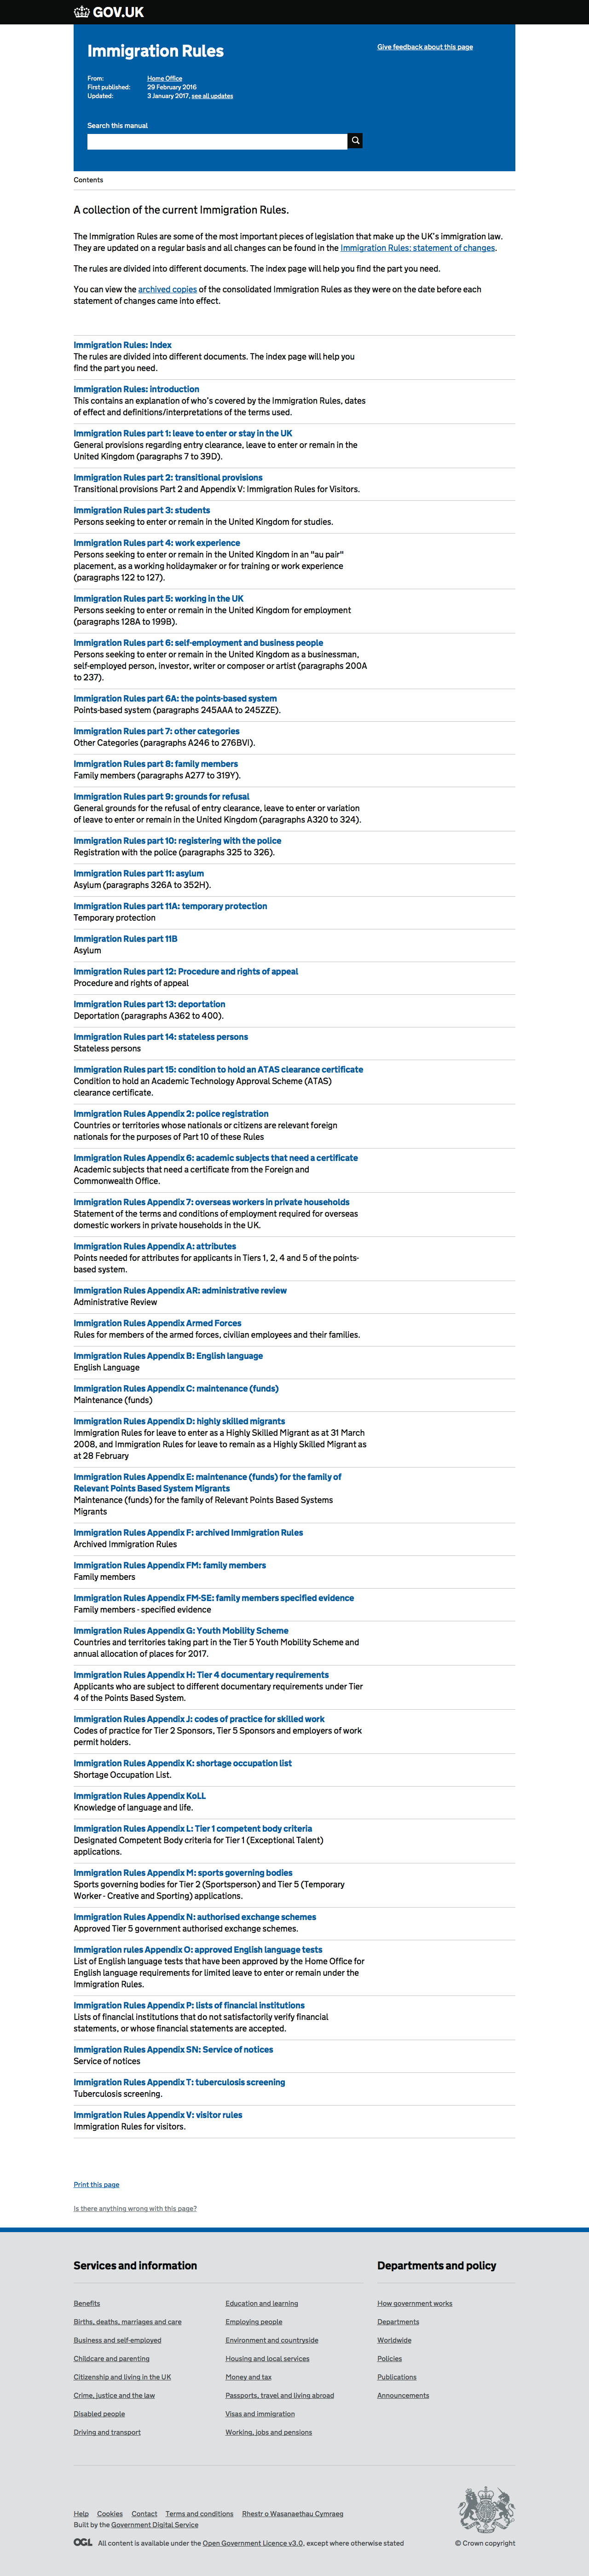 GOV.UK
Immigration Rules
Give feedback about this page
From: Home Office
First published: 29 February 2016
Updated: 3 January 2017, see all updates
Search this manual
Contents
A collection of the current Immigration Rules.
The Immigration Rules are some of the most important pieces of legislation that make up the UK's immigration law.
They are updated on a regular basis and all changes can be found in the Immigration Rules: statement of changes.
The rules are divided into different documents. The index page will help you find the part you need.
You can view the archived copies of the consolidated Immigration Rules as they were on the date before each
statement of changes came into effect.
Immigration Rules: Index
The rules are divided into different documents. The index page will help you
find the part you need.
Immigration Rules: introduction
This contains an explanation of who's covered by the Immigration Rules, dates
of effect and definitions/interpretations of the terms used.
Immigration Rules part 1: leave to enter or stay in the UK
General provisions regarding entry clearance, leave to enter or remain in the
United Kingdom (paragraphs 7 to 39D).
Immigration Rules part 2: transitional provisions
Transitional provisions Part 2 and Appendix V: Immigration Rules for Visitors.
Immigration Rules part 3: students
Persons seeking to enter or remain in the United Kingdom for studies.
Immigration Rules part 4: work experience
Persons seeking to enter or remain in the United Kingdom in an "au pair"
placement, as a working holidaymaker or for training or work experience
(paragraphs 122 to 127).
Immigration Rules part 5: working in the UK
Persons seeking to enter or remain in the United Kingdom for employment
(paragraphs 128A to 199B).
Immigration Rules part 6: self-employment and business people
Persons seeking to enter or remain in the United Kingdom as a businessman,
self-employed person, investor, writer or composer or artist (paragraphs 200A
to 237).
Immigration Rules part 6A: the points-based system
Points-based system (paragraphs 245AAA to 245ZZE).
Immigration Rules part 7: other categories
Other Categories (paragraphs A246 to 276BVI).
Immigration Rules part 8: family members
Family members (paragraphs A277 to 319Y).
Immigration Rules part 9: grounds for refusal
General grounds for the refusal of entry clearance, leave to enter or variation
of leave to enter or remain in the United Kingdom (paragraphs A320 to 324).
Immigration Rules part 10: registering with the police
Registration with the police (paragraphs 325 to 326).
Immigration Rules part 11: asylum
Asylum (paragraphs 326A to 352H).
Immigration Rules part 11A: temporary protection
Temporary protection
Immigration Rules part 11B
Asylum
Immigration Rules part 12: Procedure and rights of appeal
Procedure and rights of appeal
Immigration Rules part 13: deportation
Deportation (paragraphs A362 to 400).
Immigration Rules part 14: stateless persons
Stateless persons
Immigration Rules part 15: condition to hold an ATAS clearance certificate
Condition to hold an Academic Technology Approval Scheme (ATAS)
clearance certificate.
Immigration Rules Appendix 2: police registration
Countries or territories whose nationals or citizens are relevant foreign
nationals for the purposes of Part 10 of these Rules
Immigration Rules Appendix 6: academic subjects that need a certificate
Academic subjects that need a certificate from the Foreign and
Commonwealth Office.
Immigration Rules Appendix 7: overseas workers in private households
Statement of the terms and conditions of employment required for overseas
domestic workers in private households in the UK.
Immigration Rules Appendix A: attributes
Points needed for attributes for applicants in Tiers 1, 2, 4 and 5 of the points-
based system.
Immigration Rules Appendix AR: administrative review
Administrative Review
Immigration Rules Appendix Armed Forces
Rules for members of the armed forces, civilian employees and their families.
Immigration Rules Appendix B: English language
English Language
Immigration Rules Appendix C: maintenance (funds)
Maintenance (funds)
Immigration Rules Appendix D: highly skilled migrants
Immigration Rules for leave to enter as a Highly Skilled Migrant as at 31 March
2008, and Immigration Rules for leave to remain as a Highly Skilled Migrant as
at 28 February
Immigration Rules Appendix E: maintenance (funds) for the family of
Relevant Points Based System Migrants
Maintenance (funds) for the family of Relevant Points Based Systems
Migrants
Immigration Rules Appendix F: archived Immigration Rules
Archived Immigration Rules
Immigration Rules Appendix FM: family members
Family members
Immigration Rules Appendix FM-SE: family members specified evidence
Family members - specified evidence
Immigration Rules Appendix G: Youth Mobility Scheme
Countries and territories taking part in the Tier 5 Youth Mobility Scheme and
annual allocation of places for 2017.
Immigration Rules Appendix H: Tier 4 documentary requirements
Applicants who are subject to different documentary requirements under Tier
4 of the Points Based System.
Immigration Rules Appendix J: codes of practice for skilled work
Codes of practice for Tier 2 Sponsors, Tier 5 Sponsors and employers of work
permit holders.
Immigration Rules Appendix K: shortage occupation list
Shortage Occupation List.
Immigration Rules Appendix KoLL
Knowledge of language and life.
Immigration Rules Appendix L: Tier 1 competent body criteria
Designated Competent Body criteria for Tier 1 (Exceptional Talent)
applications.
Immigration Rules Appendix M: sports governing bodies
Sports governing bodies for Tier 2 (Sportsperson) and Tier 5 (Temporary
Worker - Creative and Sporting) applications.
Immigration Rules Appendix N: authorised exchange schemes
Approved Tier 5 government authorised exchange schemes.
Immigration rules Appendix O: approved English language tests
List of English language tests that have been approved by the Home Office for
English language requirements for limited leave to enter or remain under the
Immigration Rules.
Immigration Rules Appendix P: lists of financial institutions
Lists of financial institutions that do not satisfactorily verify financial
statements, or whose financial statements are accepted.
Immigration Rules Appendix SN: Service of notices
Service of notices
Immigration Rules Appendix T: tuberculosis screening
Tuberculosis screening.
Immigration Rules Appendix V: visitor rules
Immigration Rules for visitors.
Print this page
Is there anything wrong with this page?
Services and information
Benefits
Births, deaths, marriages and care
Business and self-employed
Childcare and parenting
Citizenship and living in the UK
Crime, justice and the law
Disabled people
Driving and transport
Education and learning
Employing people
Environment and countryside
Housing and local services
Money and tax
Passports, travel and living abroad
Visas and immigration
Working, jobs and pensions
Departments and policy
How government works
Departments
Worldwide
Policies
Publications
Announcements
Help Cookies Contact Terms and conditions Rhestr o Wasanaethau Cymraeg
Built by the Government Digital Service
OGL All content is available under the Open Government Licence v3.0, except where otherwise stated
© Crown copyright